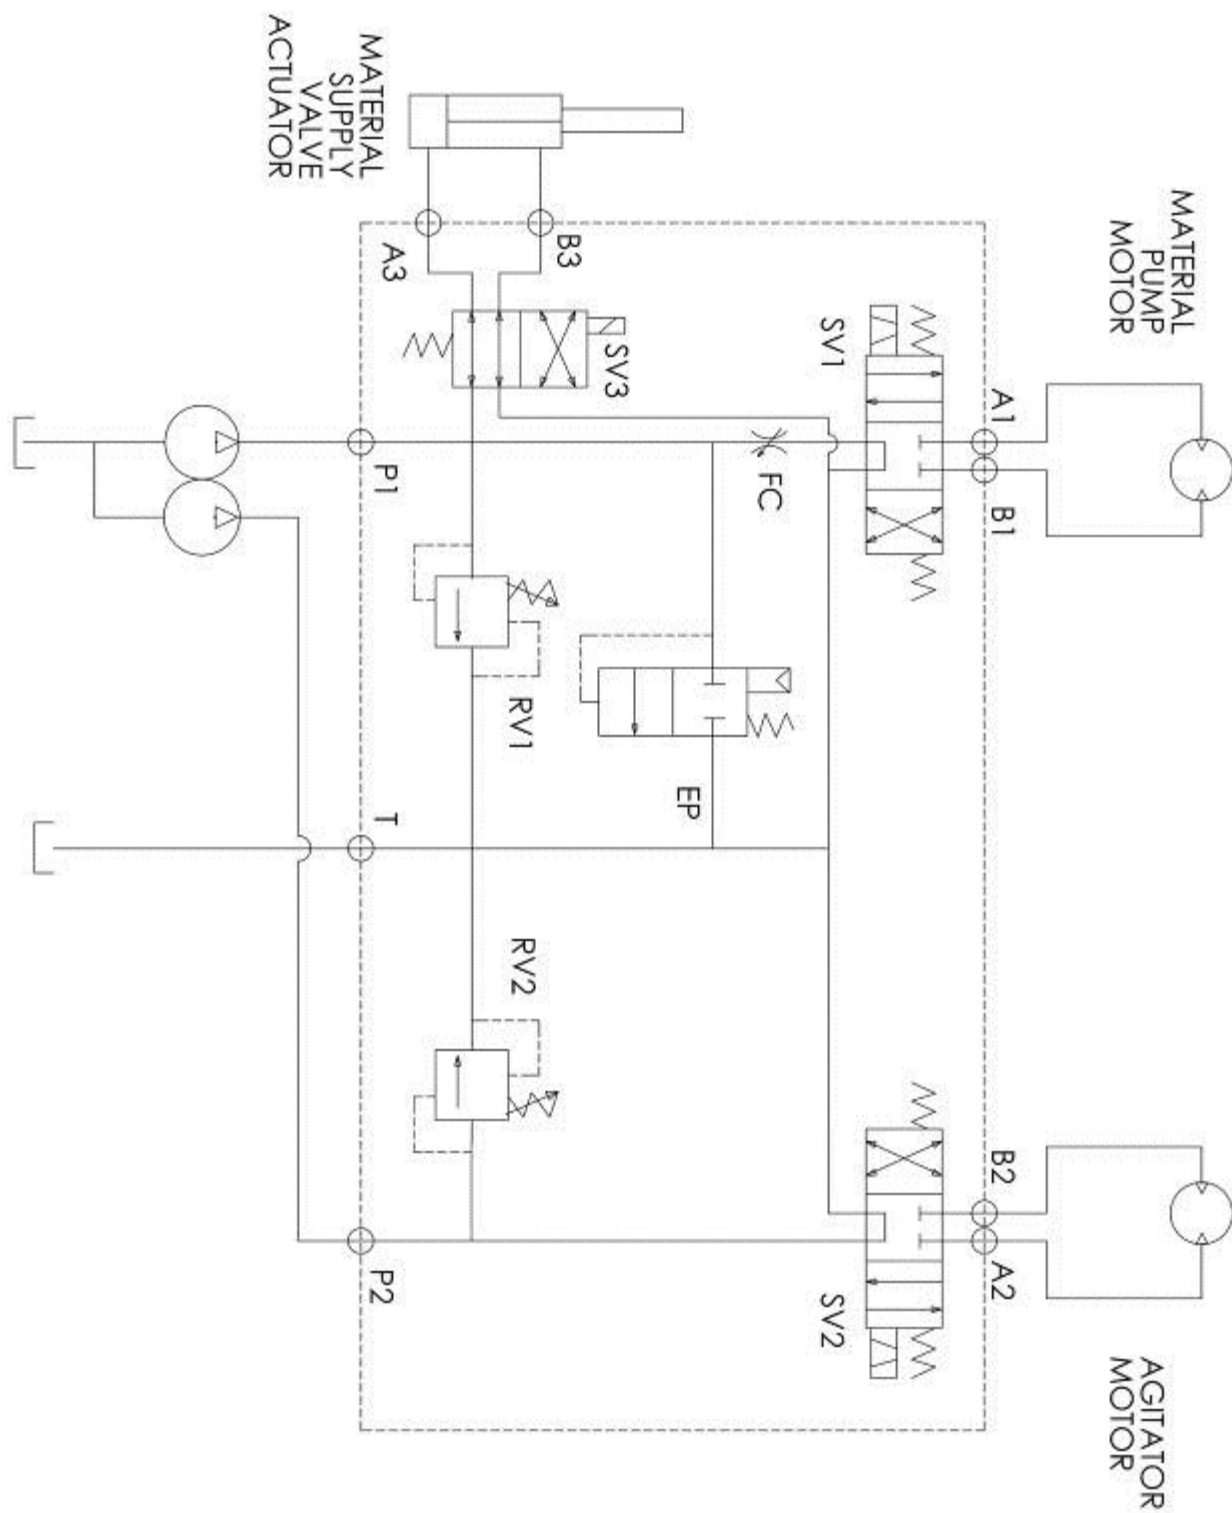 MATERIAL
PUMP
MOTOR
AGITATOR
MOTOR
A1
B1
B2
A2
SV1
SV2
FC
EP
B3
SV3
A3
RV1
RV2
P1
T
P2
MATERIAL
SUPPLY
VALVE
ACTUATOR